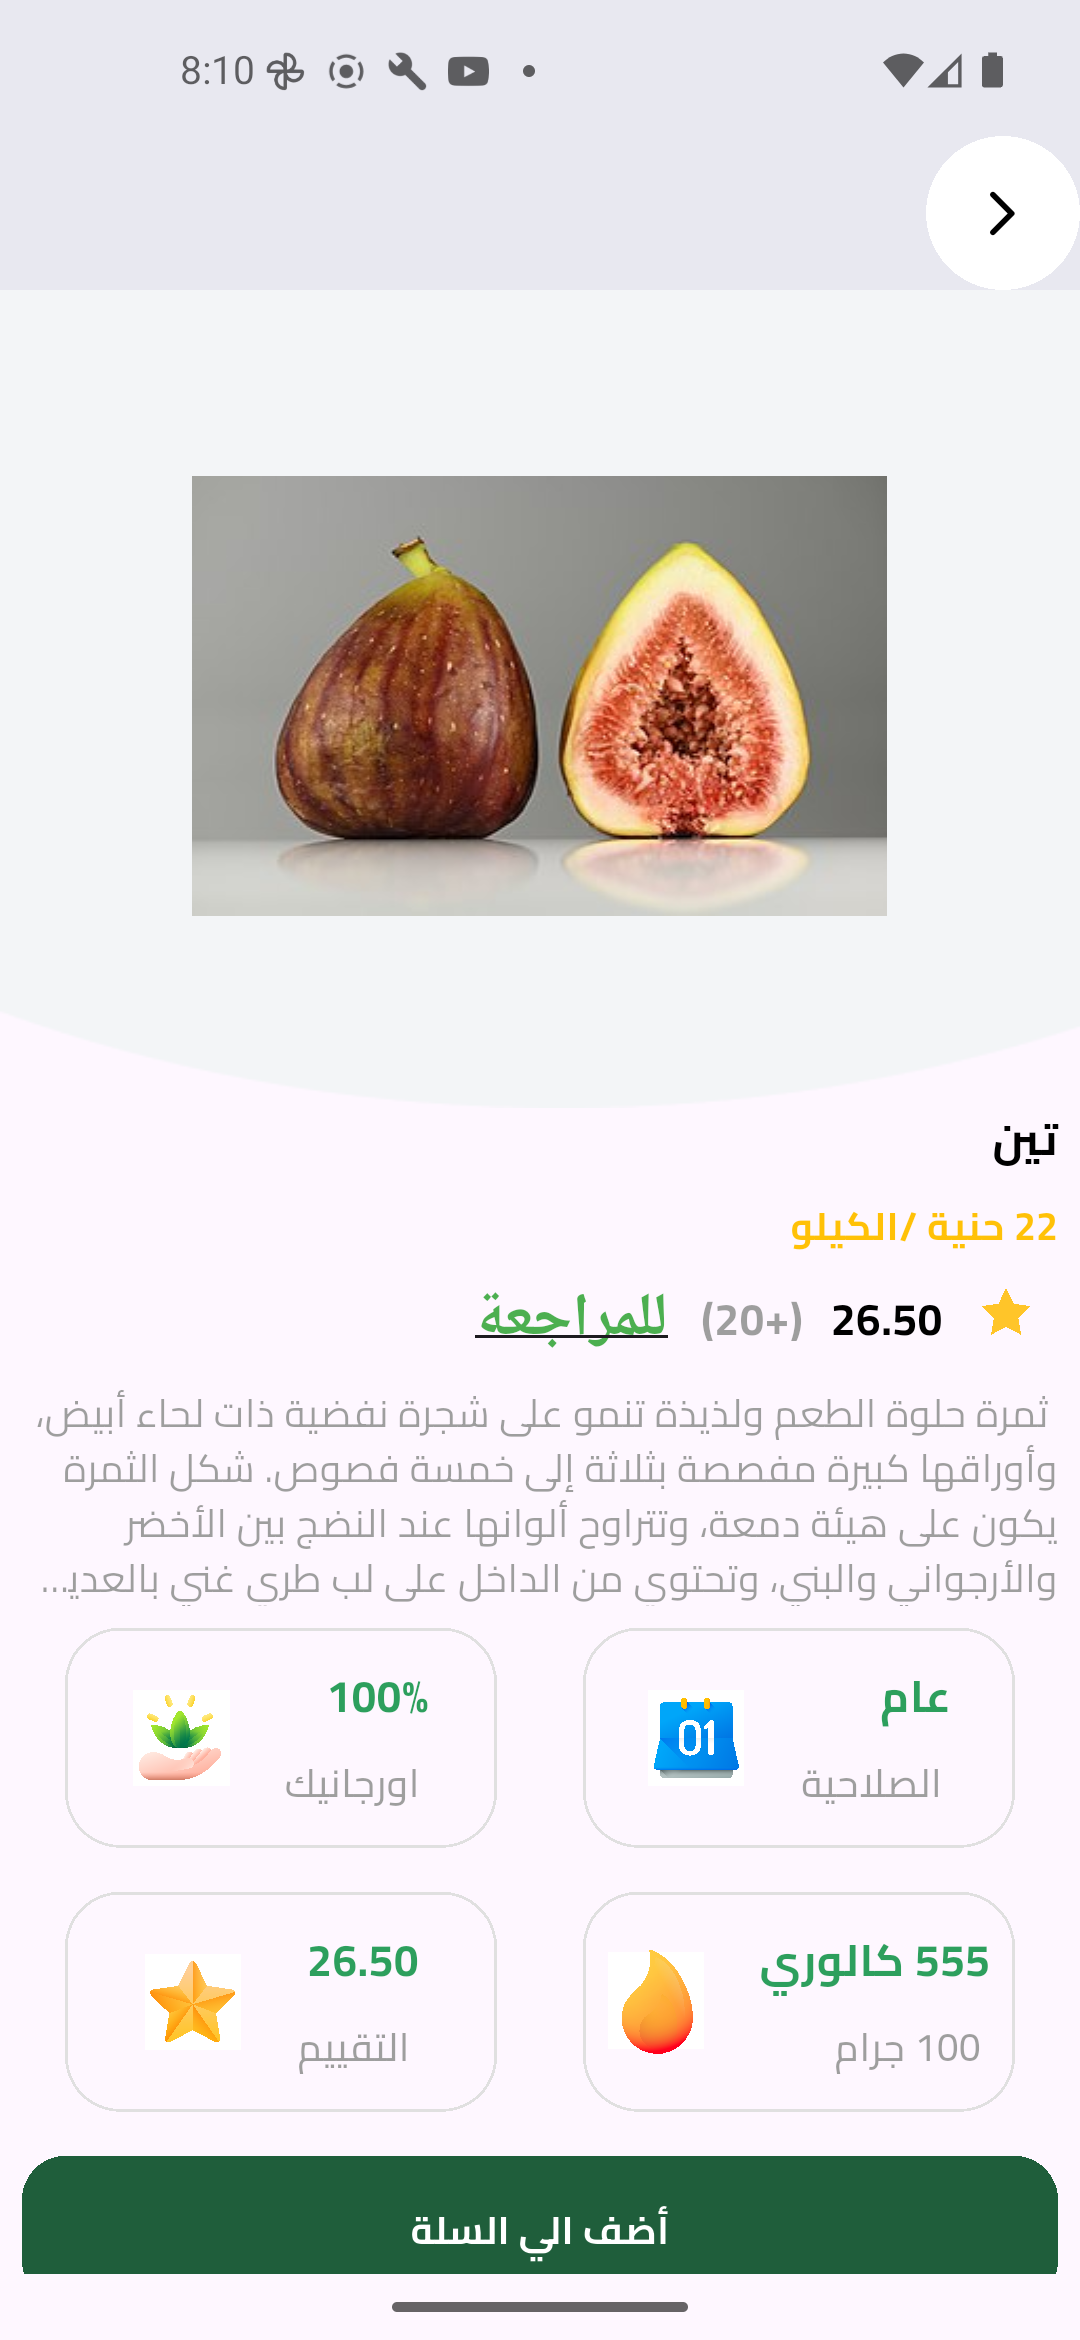 8:10
تين
22 حنية /الكيلو
26.50 (20+) للمراجعة
ثمرة حلوة الطعم ولذيذة تنمو على شجرة نفضية ذات لحاء أبيض،
وأوراقها كبيرة مفصصة بثلاثة إلى خمسة فصوص. شكل الثمرة
يكون على هيئة دمعة، وتتراوح ألوانها عند النضج بين الأخضر
والأرجواني والبني، وتحتوي من الداخل على لب طري غني بالعديـ...
عام
الصلاحية
01
100%
اورجانيك
555 كالوري
100 جرام
26.50
التقييم
أضف الي السلة